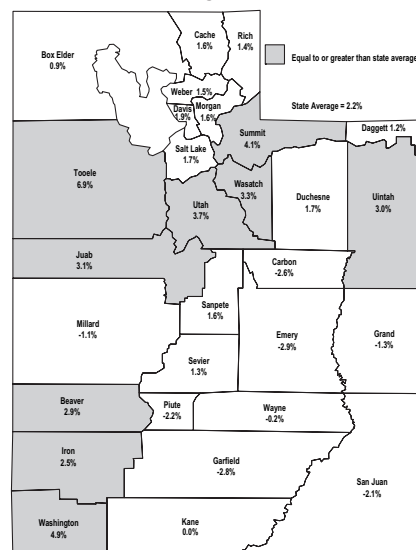 Cache
1.6%
Rich
1.4%
Box Elder
0.9%
Equal to or greater than state average
Weber 1.5%
Davis
1.9%
Morgan
1.6%
State Average = 2.2%
Summit
4.1%
Daggett 1.2%
Salt Lake
1.7%
Tooele
6.9%
Wasatch
3.3%
Duchesne
1.7%
Uintah
3.0%
Utah
3.7%
Juab
3.1%
Carbon
-2.6%
Millard
-1.1%
Sanpete
1.6%
Emery
-2.9%
Grand
-1.3%
Sevier
1.3%
Beaver
2.9%
Piute
-2.2%
Wayne
-0.2%
Iron
2.5%
Garfield
-2.8%
San Juan
-2.1%
Washington
4.9%
Kane
0.0%